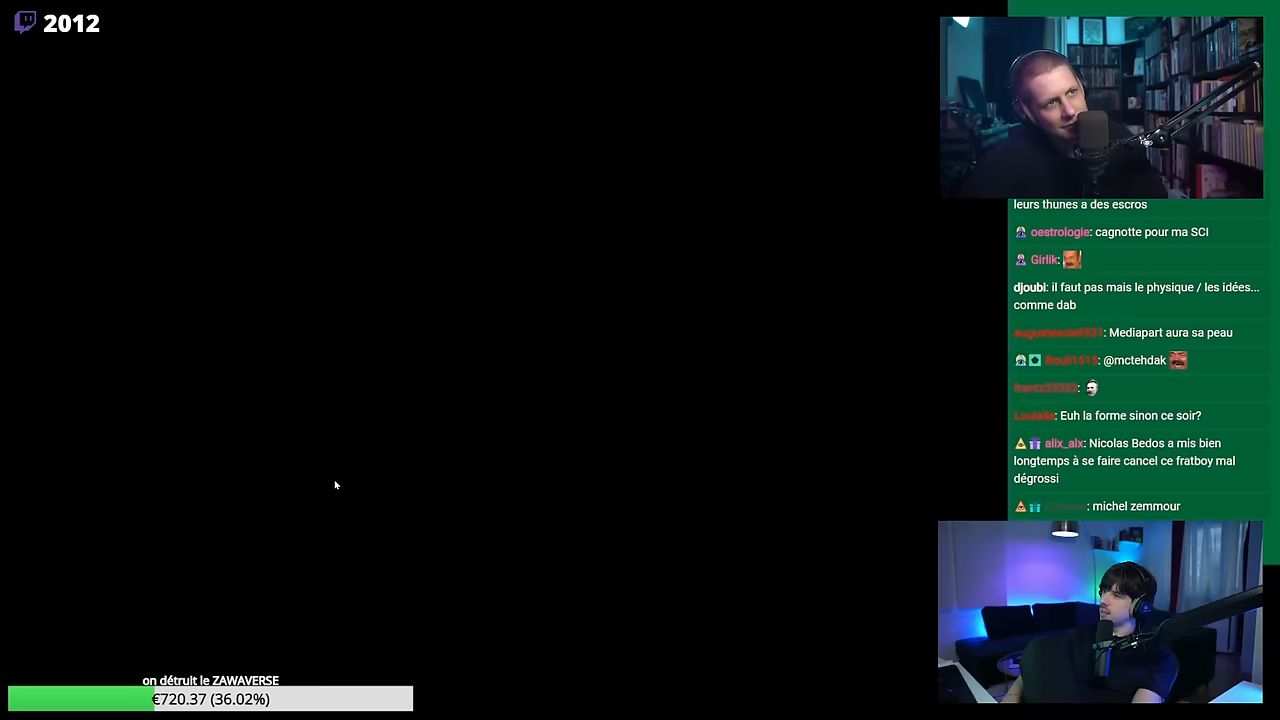 2012
leurs thunes a des escros
oestrologie: cagnotte pour ma SCI
Girlik:
djoubi: il faut pas mais le physique / les idées...
comme dab
: Mediapart aura sa peau
: @mctehdak
: Euh la forme sinon ce soir?
alix_alx: Nicolas Bedos a mis bien
longtemps à se faire cancel ce fratboy mal
dégrossi
: michel zemmour
on détruit le ZAWAVERSE
€720.37 (36.02%)